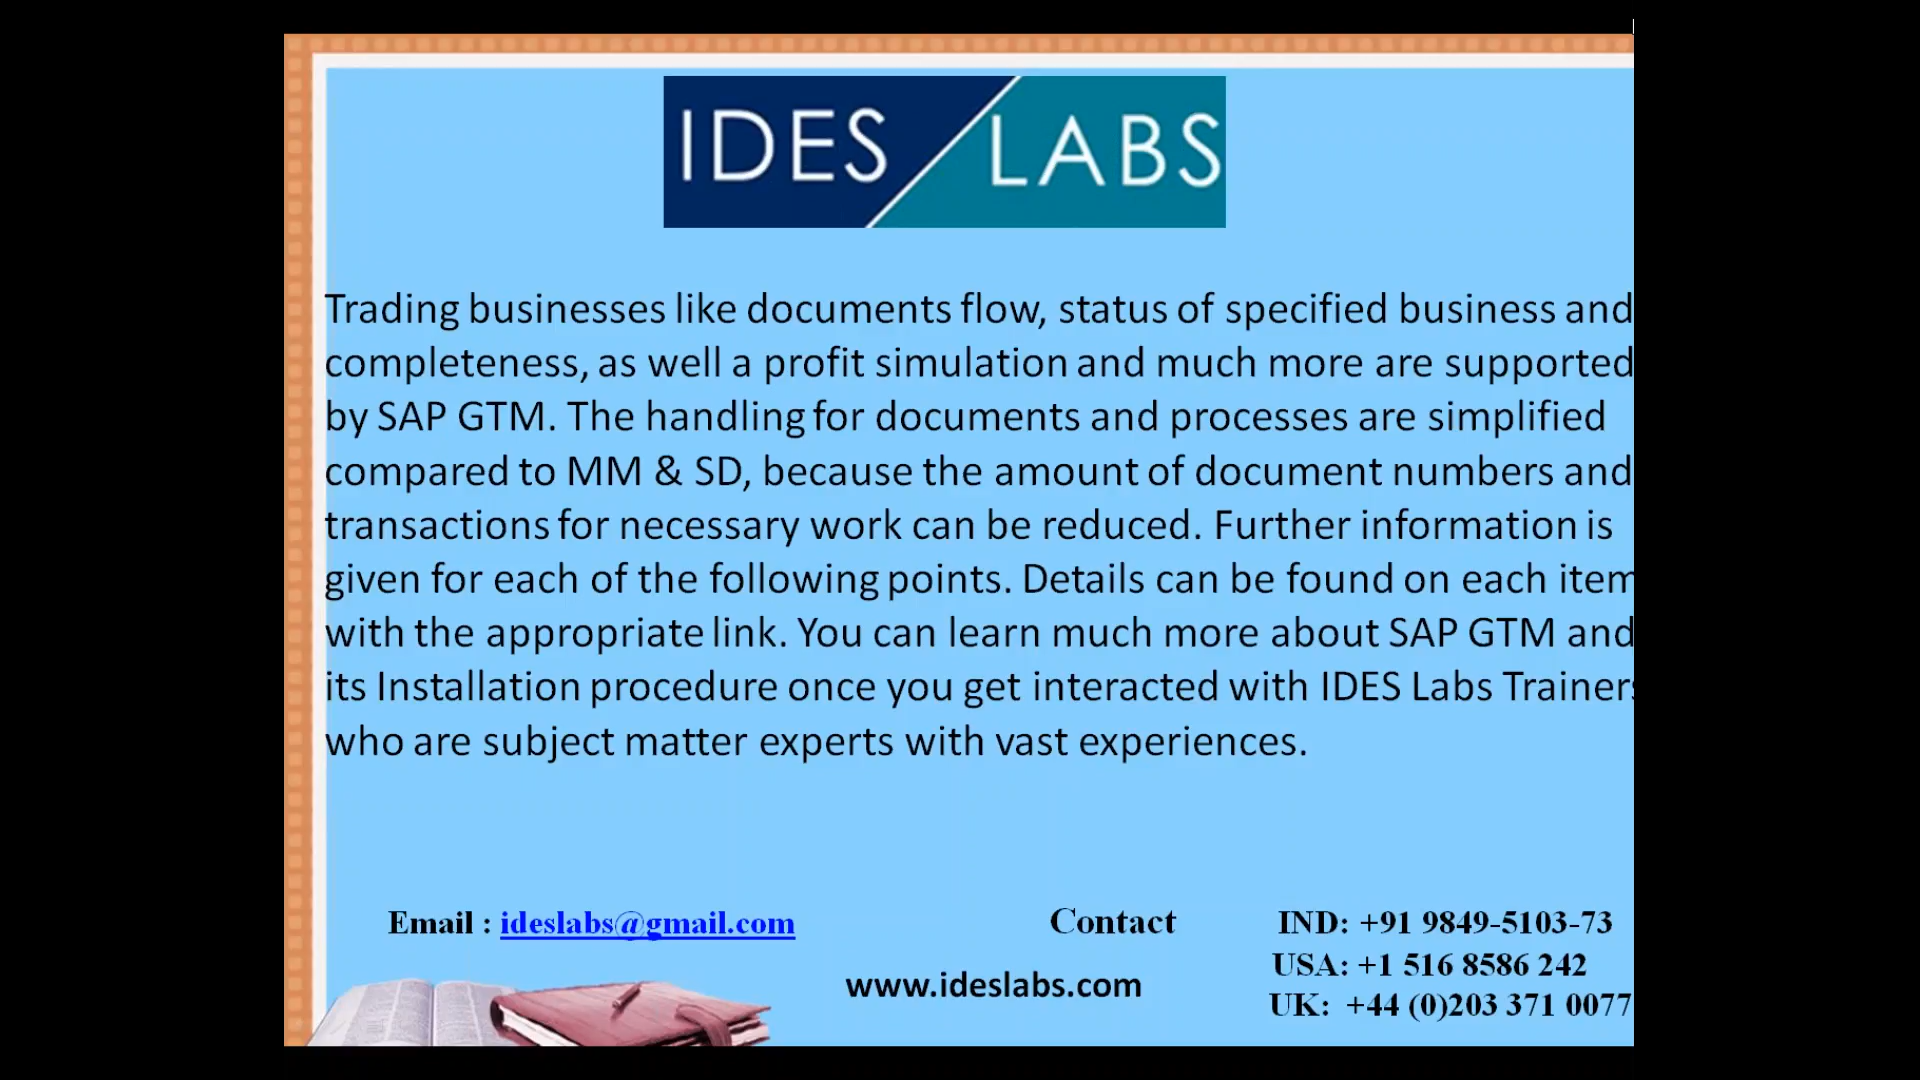 IDES LABS
Trading businesses like documents flow, status of specified business and
completeness, as well a profit simulation and much more are supported
by SAP GTM. The handling for documents and processes are simplified
compared to MM & SD, because the amount of document numbers and
transactions for necessary work can be reduced. Further information is
given for each of the following points. Details can be found on each item
with the appropriate link. You can learn much more about SAP GTM and
its Installation procedure once you get interacted with IDES Labs Trainers
who are subject matter experts with vast experiences.
Email : ideslabs@gmail.com Contact IND: +91 9849-5103-73
USA: +1 516 8586 242
www.ideslabs.com
UK: +44 (0)203 371 0077